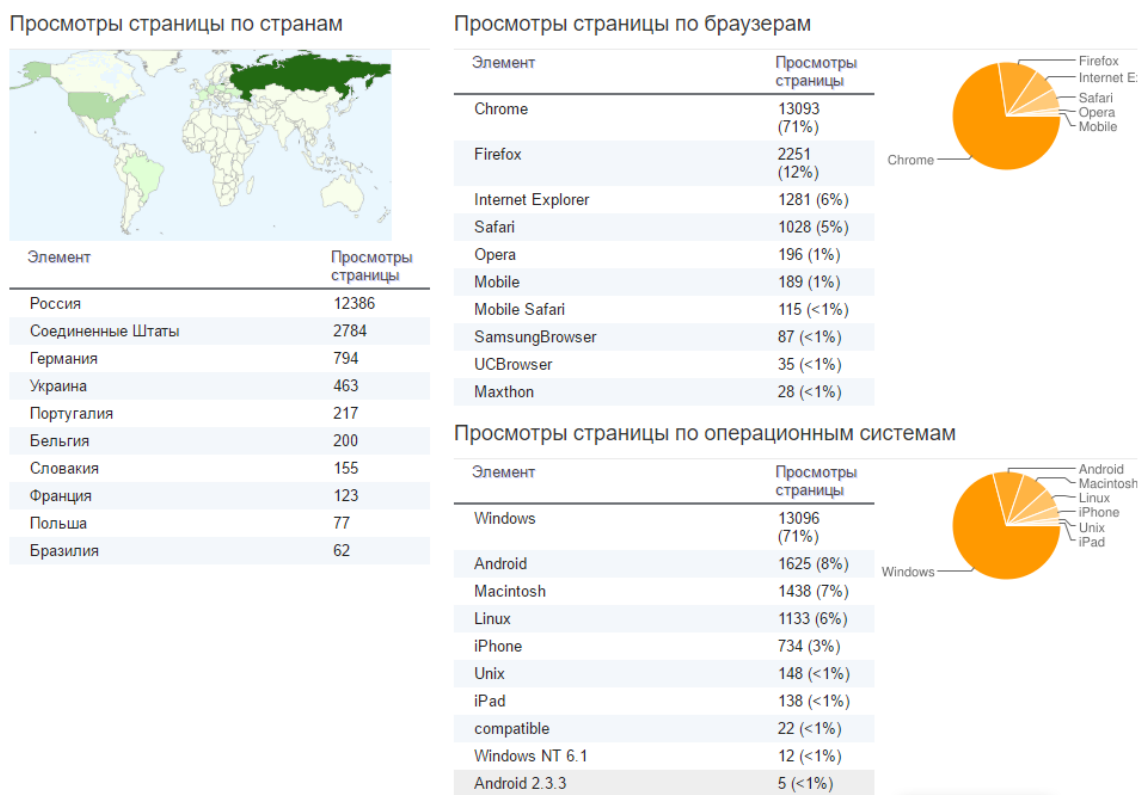 Просмотры страницы по странам
Элемент Просмотры
страницы
Россия 12386
Соединенные Штаты 2784
Германия 794
Украина 463
Португалия 217
Бельгия 200
Словакия 155
Франция 123
Польша 77
Бразилия 62
Просмотры страницы по браузерам
Элемент Просмотры
страницы
Chrome 13093
(71%)
Firefox 2251
(12%)
Internet Explorer 1281 (6%)
Safari 1028 (5%)
Opera 196 (1%)
Mobile 189 (1%)
Mobile Safari 115 (<1%)
SamsungBrowser 87 (<1%)
UCBrowser 35 (<1%)
Maxthon 28 (<1%)
Firefox
Internet E
Safari
Opera
Mobile
Chrome
Просмотры страницы по операционным системам
Элемент Просмотры
страницы
Windows 13096
(71%)
Android 1625 (8%)
Macintosh 1438 (7%)
Linux 1133 (6%)
iPhone 734 (3%)
Unix 148 (<1%)
iPad 138 (<1%)
compatible 22 (<1%)
Windows NT 6.1 12 (<1%)
Android 2.3.3 5 (<1%)
Android
Macintosh
Linux
iPhone
Unix
iPad
Windows